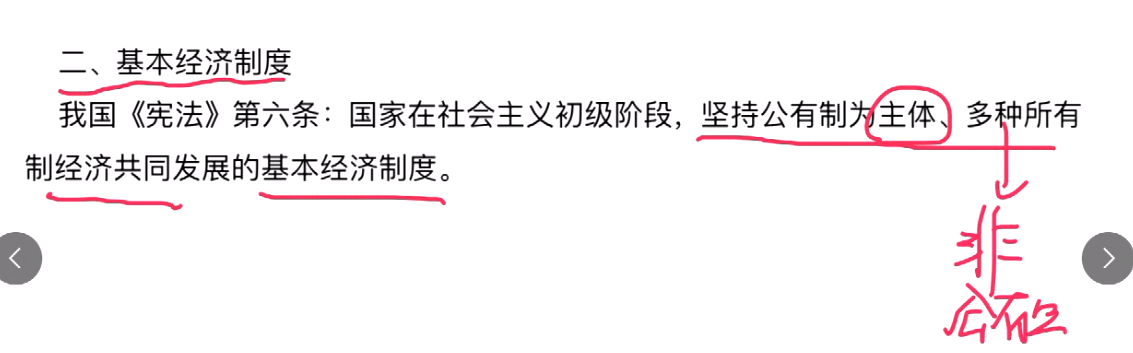 二、基本经济制度
我国《宪法》第六条：国家在社会主义初级阶段，坚持公有制为主体、多种所有
制经济共同发展的基本经济制度。
非
公有制